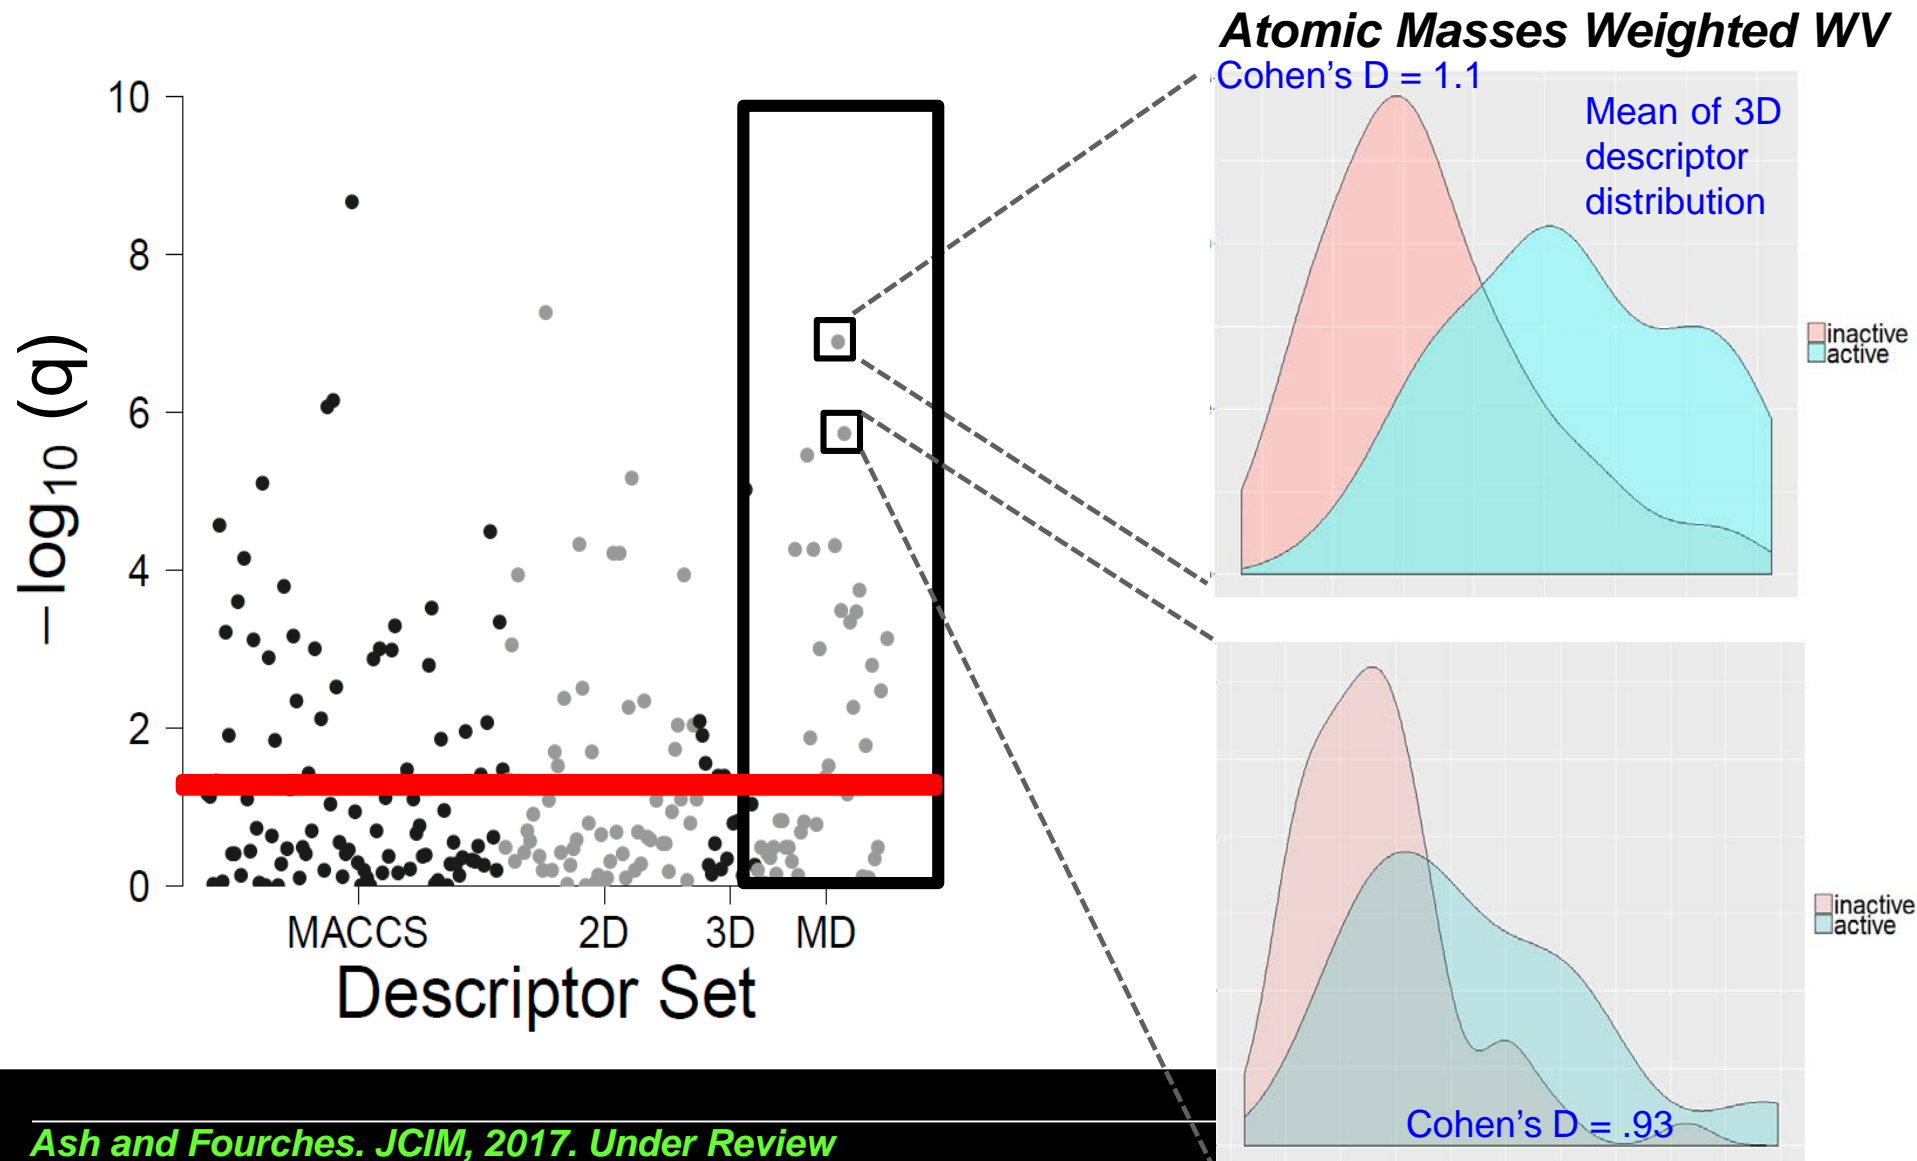 Atomic Masses Weighted WV
Cohen's D = 1.1
Mean of 3D
descriptor
distribution
inactive
active
10
8
6
4
2
0
−log10 (q)
MACCS
2D
3D
MD
Descriptor Set
inactive
active
Cohen's D = .93
Ash and Fourches. JCIM, 2017. Under Review